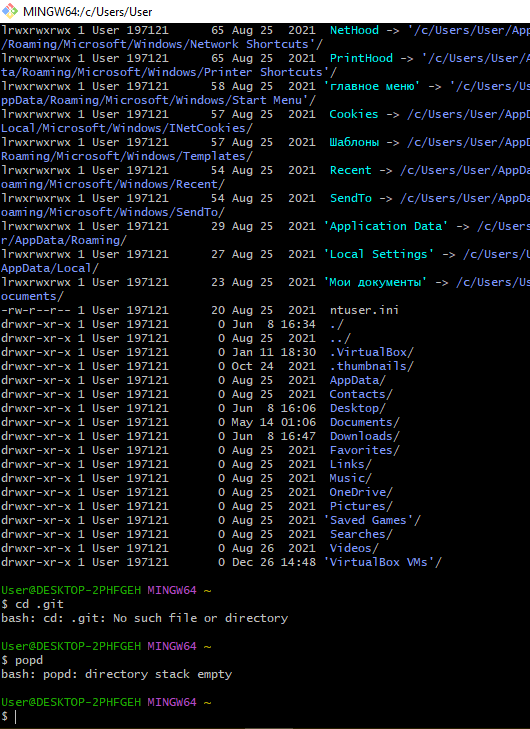 MINGW64:/c/Users/User
lrwxrwxrwx 1 User 197121      65 Aug 25  2021  NetHood -> '/c/Users/User/App
/Roaming/Microsoft/Windows/Network Shortcuts'/
lrwxrwxrwx 1 User 197121      65 Aug 25  2021  PrintHood -> '/c/Users/User/A
ta/Roaming/Microsoft/Windows/Printer Shortcuts'/
lrwxrwxrwx 1 User 197121      58 Aug 25  2021 'главное меню' -> '/c/Users/U
ppData/Roaming/Microsoft/Windows/Start Menu'/
lrwxrwxrwx 1 User 197121      57 Aug 25  2021  Cookies -> /c/Users/User/AppD
Local/Microsoft/Windows/INetCookies/
lrwxrwxrwx 1 User 197121      57 Aug 25  2021  Шаблоны -> /c/Users/User/AppD
Roaming/Microsoft/Windows/Templates/
lrwxrwxrwx 1 User 197121      54 Aug 25  2021  Recent -> /c/Users/User/AppDa
oaming/Microsoft/Windows/Recent/
lrwxrwxrwx 1 User 197121      54 Aug 25  2021  SendTo -> /c/Users/User/AppDa
oaming/Microsoft/Windows/SendTo/
lrwxrwxrwx 1 User 197121      29 Aug 25  2021 'Application Data' -> /c/Users
r/AppData/Roaming/
lrwxrwxrwx 1 User 197121      27 Aug 25  2021 'Local Settings' -> /c/Users/U
AppData/Local/
lrwxrwxrwx 1 User 197121      23 Aug 25  2021 'Мои документы' -> /c/Users/Us
ocuments/
-rw-r--r-- 1 User 197121      20 Aug 25  2021  ntuser.ini
drwxr-xr-x 1 User 197121       0 Jun  8 16:34  ./
drwxr-xr-x 1 User 197121       0 Aug 25  2021  ../
drwxr-xr-x 1 User 197121       0 Jan 11 18:30  .VirtualBox/
drwxr-xr-x 1 User 197121       0 Oct 24  2021  .thumbnails/
drwxr-xr-x 1 User 197121       0 Aug 25  2021  AppData/
drwxr-xr-x 1 User 197121       0 Aug 25  2021  Contacts/
drwxr-xr-x 1 User 197121       0 Jun  8 16:06  Desktop/
drwxr-xr-x 1 User 197121       0 May 14 01:06  Documents/
drwxr-xr-x 1 User 197121       0 Jun  8 16:47  Downloads/
drwxr-xr-x 1 User 197121       0 Aug 25  2021  Favorites/
drwxr-xr-x 1 User 197121       0 Aug 25  2021  Links/
drwxr-xr-x 1 User 197121       0 Aug 25  2021  Music/
drwxr-xr-x 1 User 197121       0 Aug 25  2021  OneDrive/
drwxr-xr-x 1 User 197121       0 Aug 25  2021  Pictures/
drwxr-xr-x 1 User 197121       0 Aug 25  2021 'Saved Games'/
drwxr-xr-x 1 User 197121       0 Aug 25  2021  Searches/
drwxr-xr-x 1 User 197121       0 Aug 26  2021  Videos/
drwxr-xr-x 1 User 197121       0 Dec 26 14:48 'VirtualBox VMs'/
User@DESKTOP-2PHFGEH MINGW64 ~
$ cd .git
bash: cd: .git: No such file or directory
User@DESKTOP-2PHFGEH MINGW64 ~
$ popd
bash: popd: directory stack empty
User@DESKTOP-2PHFGEH MINGW64 ~
$